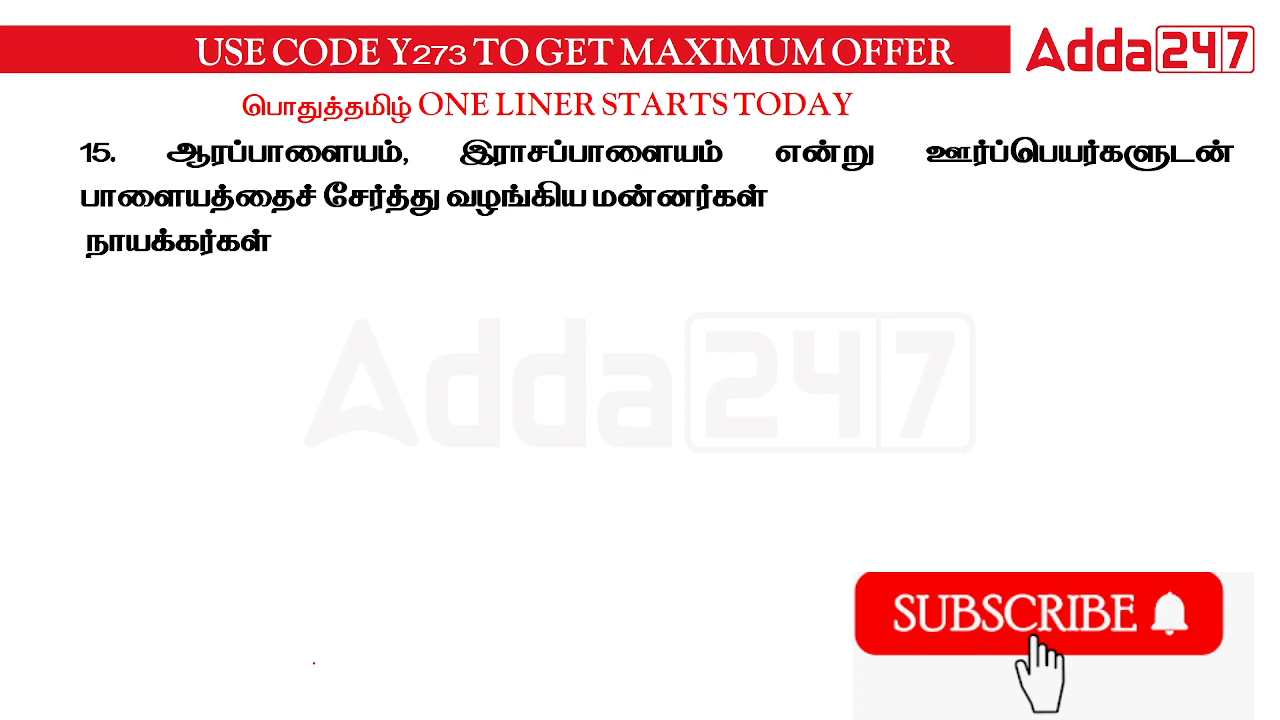 USE CODE Y273 TO GET MAXIMUM OFFER
Adda247
பொதுத்தமிழ் ONE LINER STARTS TODAY
15. ஆரப்பாளையம், இராசப்பாளையம் என்று ஊர்ப்பெயர்களுடன்
பாளையத்தைச் சேர்த்து வழங்கிய மன்னர்கள்
நாயக்கர்கள்
Adda247
SUBSCRIBE